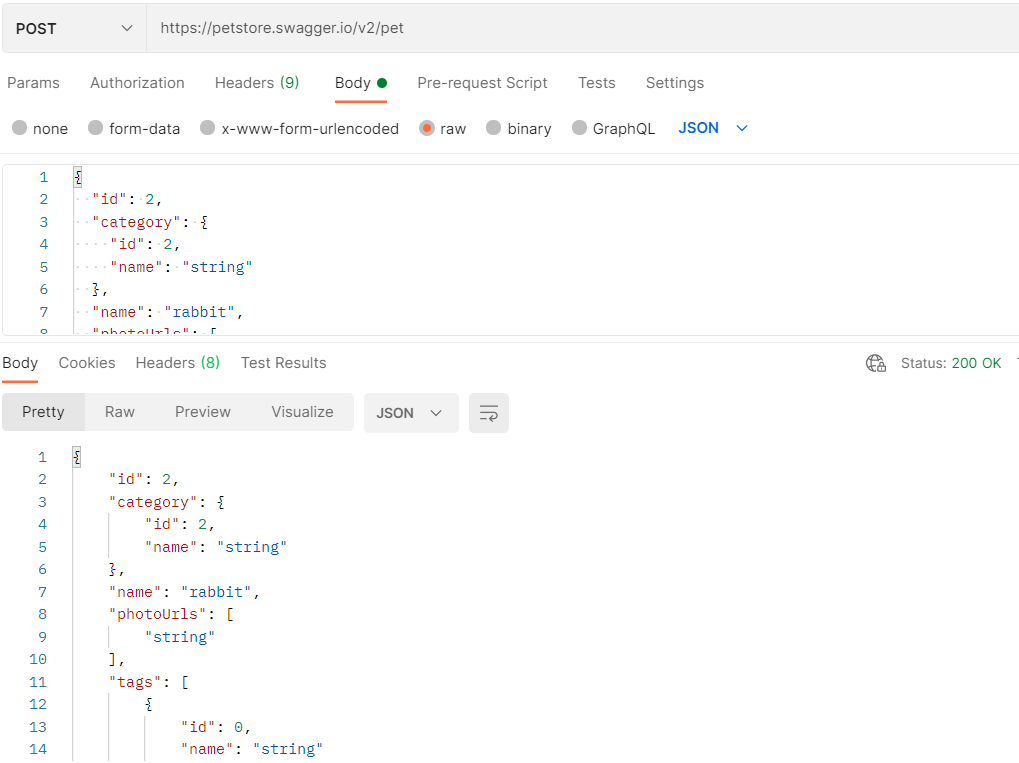 POST https://petstore.swagger.io/v2/pet
Params Authorization Headers (9) Body Pre-request Script Tests Settings
none form-data x-www-form-urlencoded raw binary GraphQL JSON
1 {
2 "id": 2,
3 "category": {
4 "id": 2,
5 "name": "string"
6 },
7 "name": "rabbit",
8 "photoUrls": [
Body Cookies Headers (8) Test Results Status: 200 OK
Pretty Raw Preview Visualize JSON
1 {
2 "id": 2,
3 "category": {
4 "id": 2,
5 "name": "string"
6 },
7 "name": "rabbit",
8 "photoUrls": [
9 "string"
10 ],
11 "tags": [
12 {
13 "id": 0,
14 "name": "string"